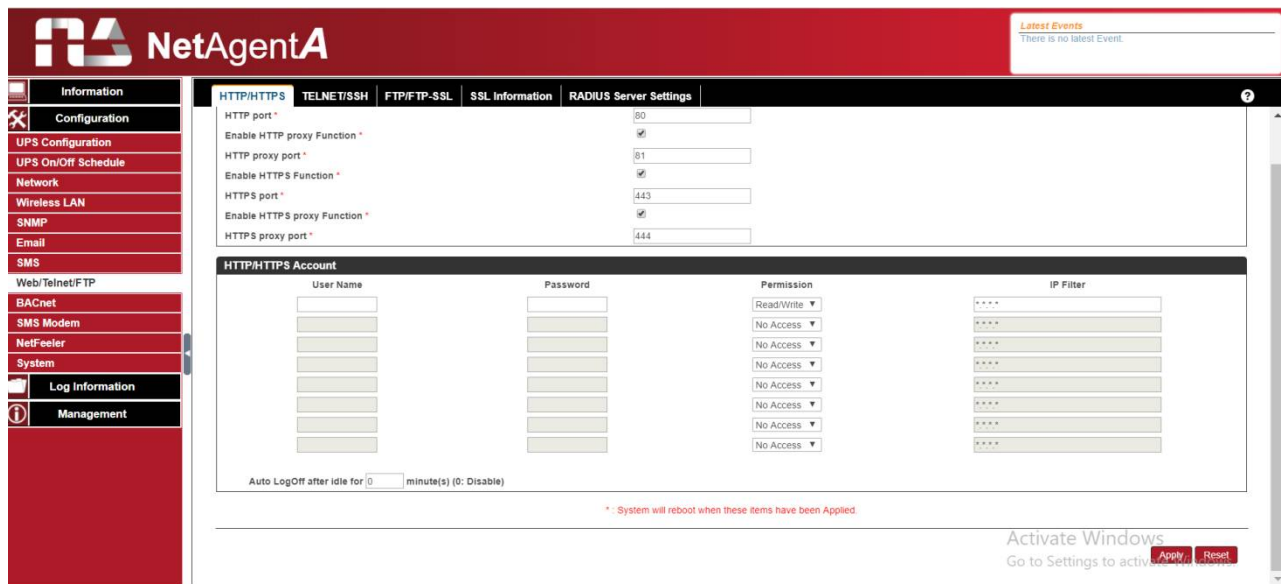 Latest Events
There is no latest Event.
NetAgentA
Information
Configuration
UPS Configuration
UPS On/Off Schedule
Network
Wireless LAN
SNMP
Email
SMS
Web/Telnet/FTP
BACnet
SMS Modem
NetFeeler
System
Log Information
Management
HTTP/HTTPS TELNET/SSH FTP/FTP-SSL SSL Information RADIUS Server Settings ?
HTTP port * 80
Enable HTTP proxy Function *
HTTP proxy port * 81
Enable HTTPS Function *
HTTPS port * 443
Enable HTTPS proxy Function *
HTTPS proxy port * 444
HTTP/HTTPS Account
User Name Password Permission IP Filter
Read/Write *.*.*.*
No Access *.*.*.*
No Access *.*.*.*
No Access *.*.*.*
No Access *.*.*.*
No Access *.*.*.*
No Access *.*.*.*
No Access *.*.*.*
Auto LogOff after idle for 0 minute(s) (0: Disable)
* : System will reboot when these items have been Applied.
Activate Windows
Go to Settings to activate Windows.
Apply Reset